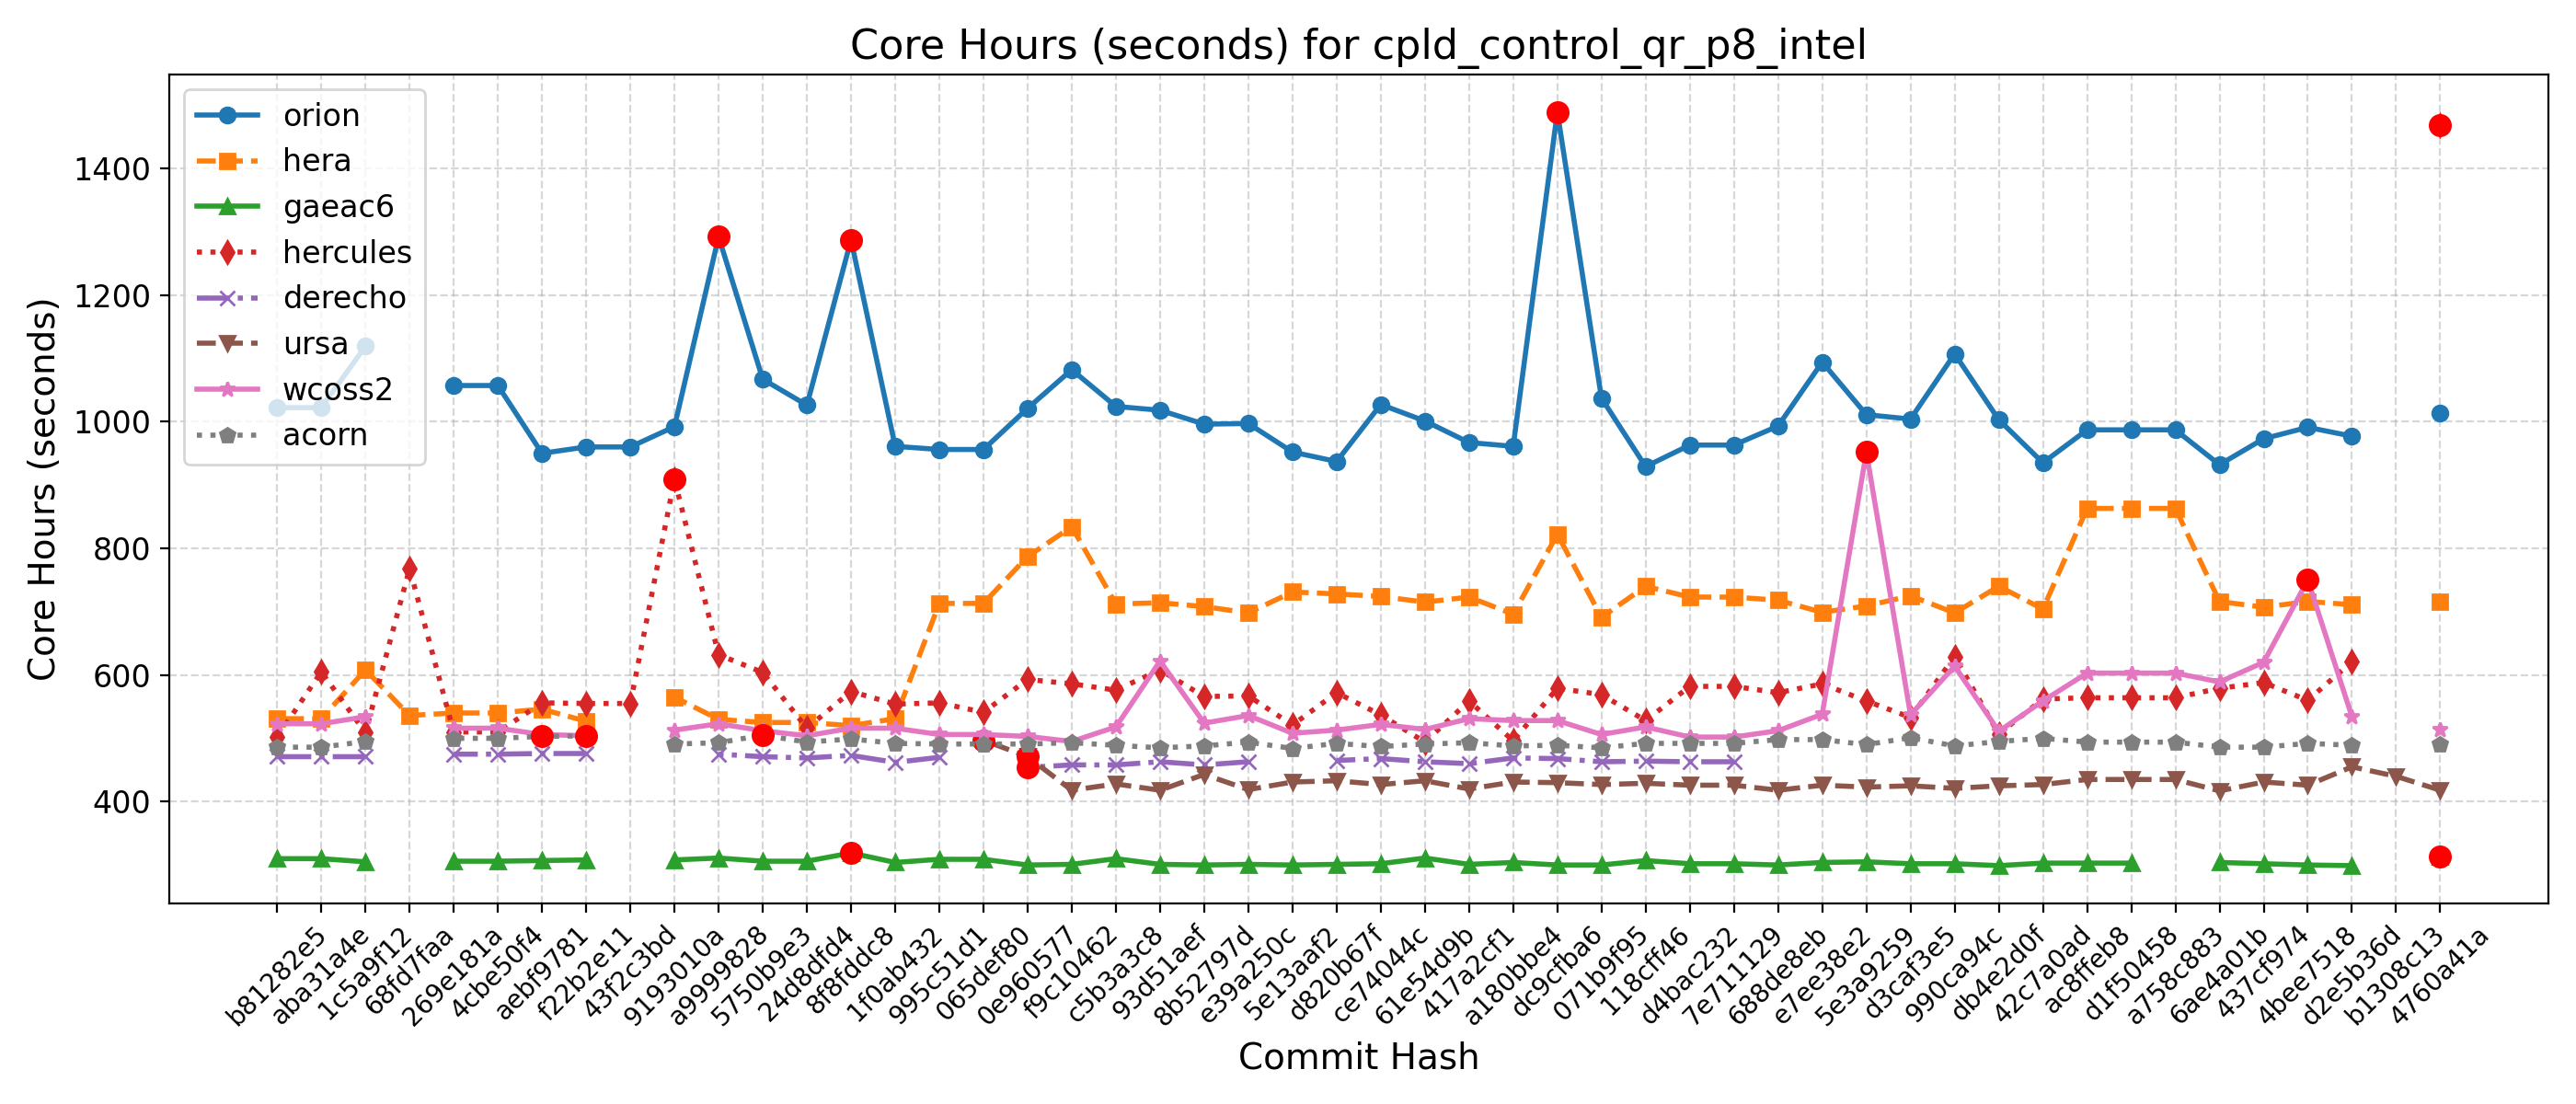 Core Hours (seconds) for cpld_control_qr_p8_intel
Core Hours (seconds)
1400
1200
1000
800
600
400
orion
hera
gaeac6
hercules
derecho
ursa
wcoss2
acorn
b81282e5
aba31a4e
1c5a9f12
68fd7faa
269e181a
4cbe50f4
aebf9781
f22b2e11
43f2c3bd
9193010a
a9999828
5750b9e3
24d8dfd4
8f8fddc8
1f0ab432
995c51d1
065def80
0e960577
f9c10462
c5b3a3c8
93d51aef
8b52797d
e39a250c
5e13aaf2
d820b67f
ce74044c
61e54d9b
417a2cf1
a180bbe4
dc9cfba6
071b9f95
118cff46
d4bac232
7e711129
688de8eb
e7ee38e2
5e3a9259
d3caf3e5
990ca94c
db4e2d0f
42c7a0ad
ac8ffeb8
d1f50458
a758c883
6ae4a01b
437cf974
4bee7518
d2e5b36d
b1308c13
4760a41a
Commit Hash